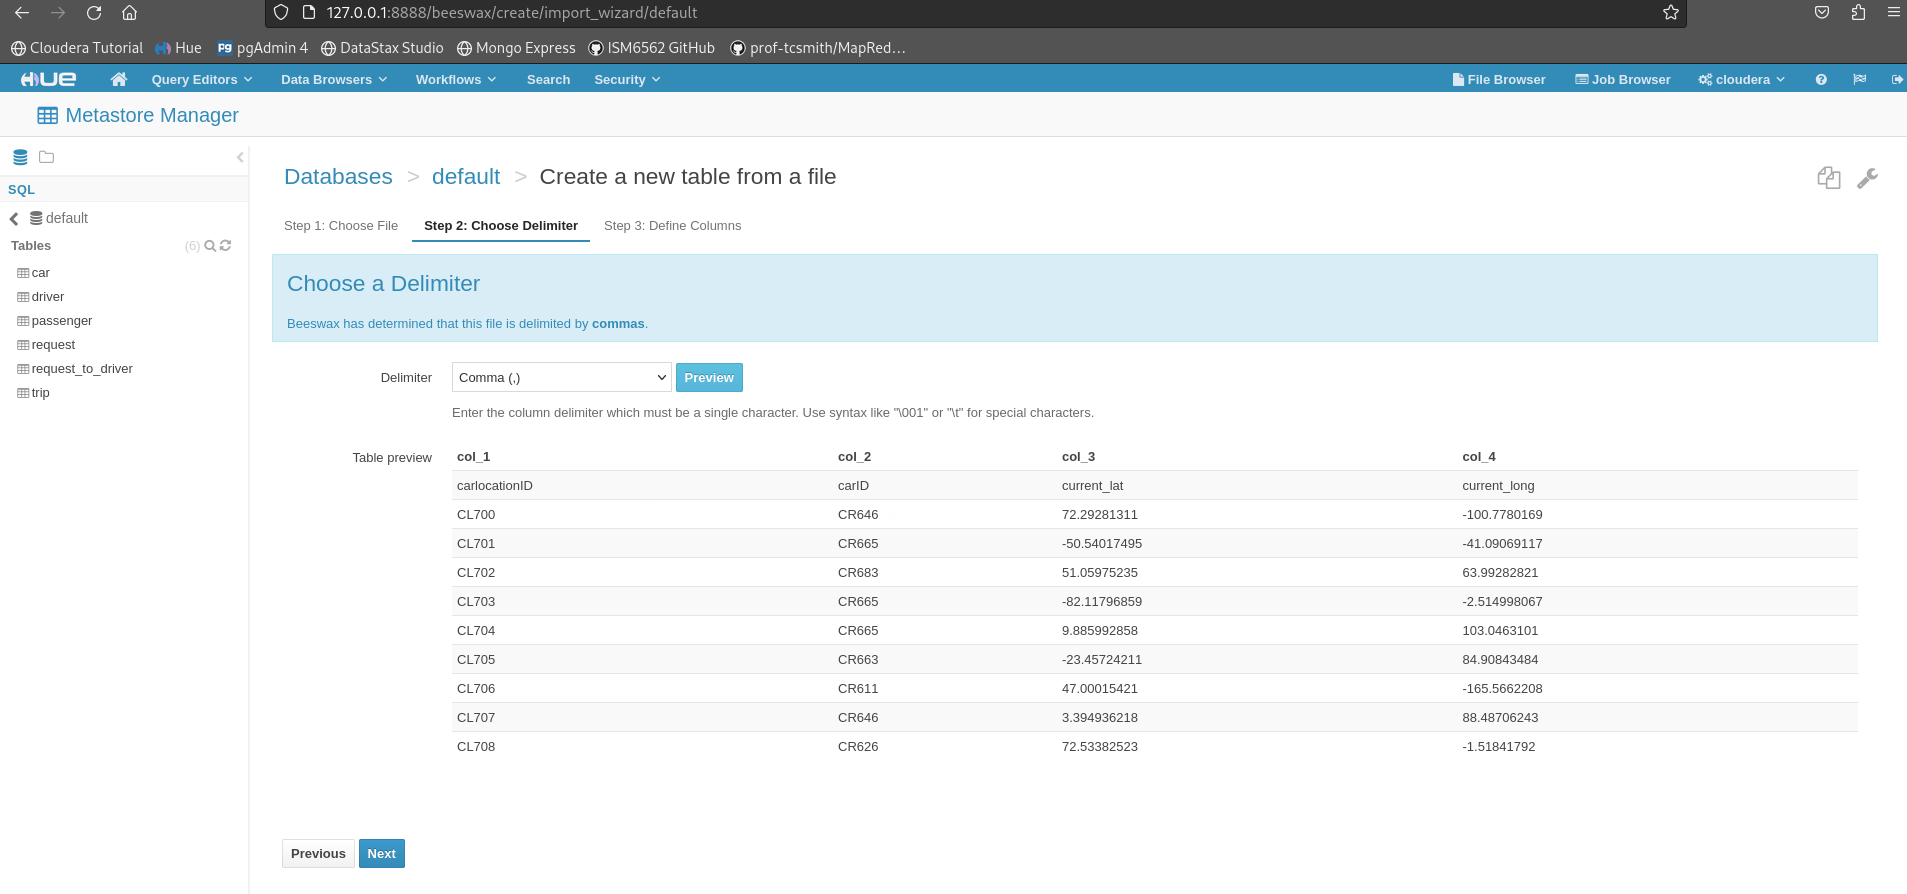 127.0.0.1:8888/beeswax/create/import_wizard/default
Cloudera Tutorial Hue pgAdmin 4 DataStax Studio Mongo Express ISM6562 GitHub prof-tcsmith/MapRed…
HUE Query Editors Data Browsers Workflows Search Security File Browser Job Browser cloudera
Metastore Manager
SQL
default
Tables (6)
car
driver
passenger
request
request_to_driver
trip
Databases > default > Create a new table from a file
Step 1: Choose File Step 2: Choose Delimiter Step 3: Define Columns
Choose a Delimiter
Beeswax has determined that this file is delimited by commas.
Delimiter Comma (,) Preview
Enter the column delimiter which must be a single character. Use syntax like "\001" or "\t" for special characters.
Table preview col_1 col_2 col_3 col_4
carlocationID carID current_lat current_long
CL700 CR646 72.29281311 -100.7780169
CL701 CR665 -50.54017495 -41.09069117
CL702 CR683 51.05975235 63.99282821
CL703 CR665 -82.11796859 -2.514998067
CL704 CR665 9.885992858 103.0463101
CL705 CR663 -23.45724211 84.90843484
CL706 CR611 47.00015421 -165.5662208
CL707 CR646 3.394936218 88.48706243
CL708 CR626 72.53382523 -1.51841792
Previous Next